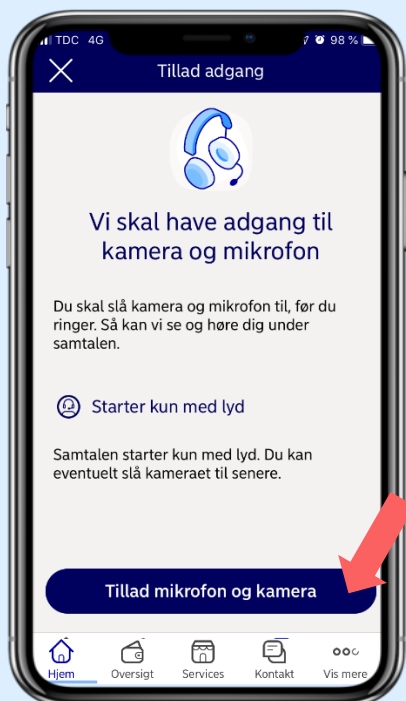 TDC 4G 98 %
Tillad adgang
Vi skal have adgang til
kamera og mikrofon
Du skal slå kamera og mikrofon til, før du
ringer. Så kan vi se og høre dig under
samtalen.
Starter kun med lyd
Samtalen starter kun med lyd. Du kan
eventuelt slå kameraet til senere.
Tillad mikrofon og kamera
Hjem Oversigt Services Kontakt Vis mere